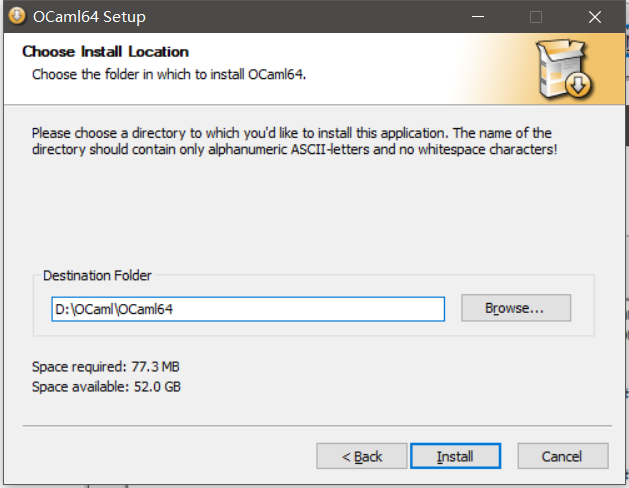 OCaml64 Setup
Choose Install Location
Choose the folder in which to install OCaml64.
Please choose a directory to which you'd like to install this application. The name of the
directory should contain only alphanumeric ASCII-letters and no whitespace characters!
Destination Folder
D:\OCaml\OCaml64
Browse...
Space required: 77.3 MB
Space available: 52.0 GB
< Back
Install
Cancel